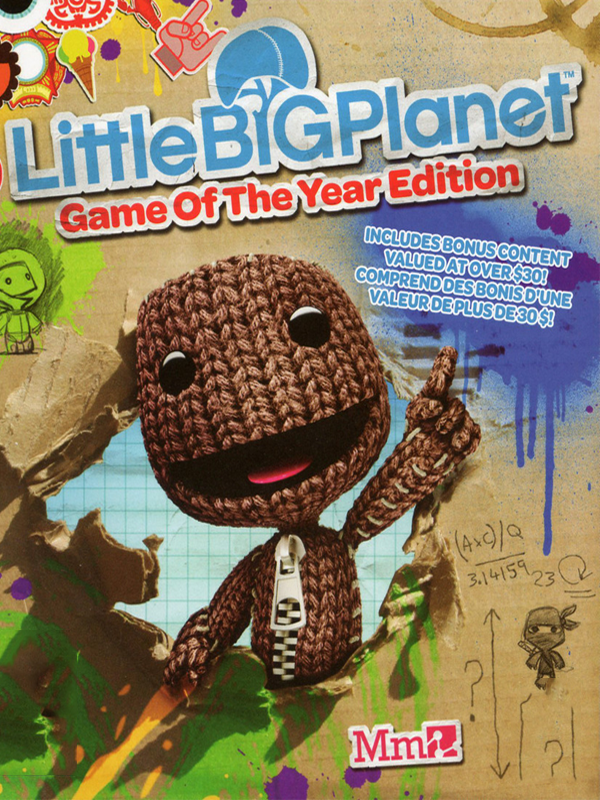 LittleBIGPlanet™
Game Of The Year Edition
INCLUDES BONUS CONTENT
VALUED AT OVER $30!
COMPREND DES BONIS D'UNE
VALEUR DE PLUS DE 30 $!
(A×C)/Q
3.14159
23
?
?
Mm